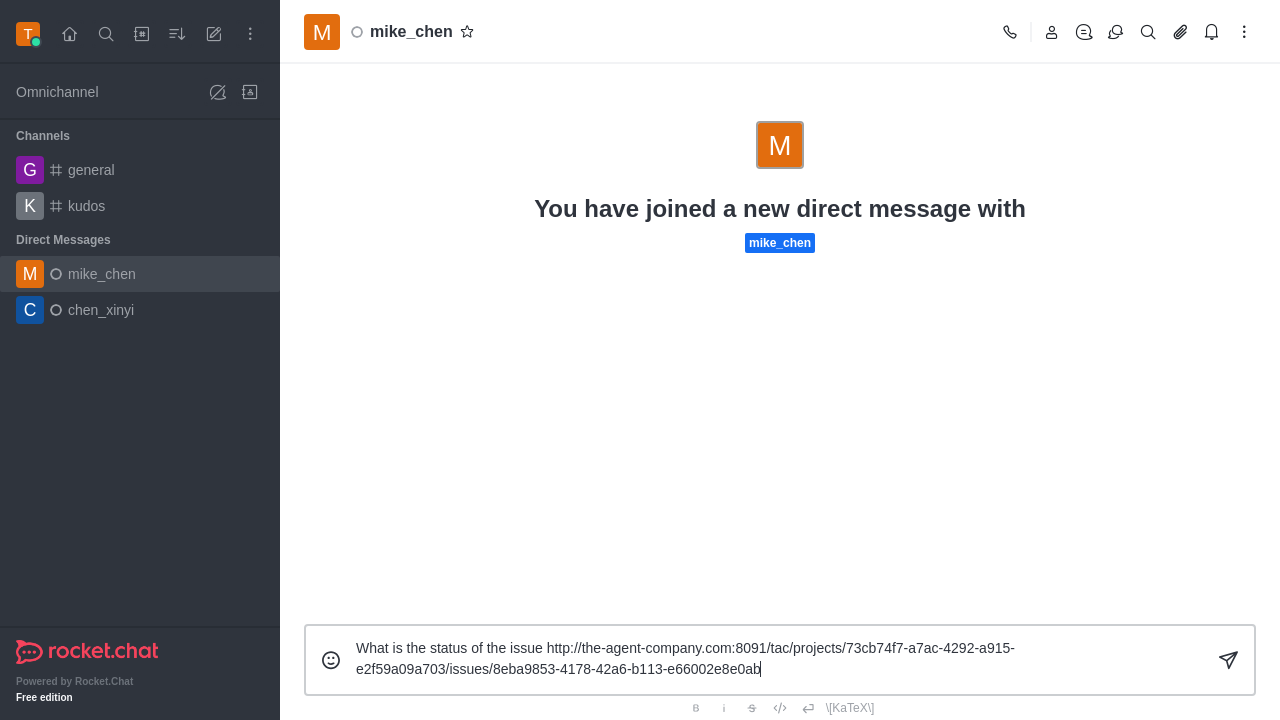 T
M
mike_chen
Omnichannel
Channels
G
general
K
kudos
Direct Messages
M
mike_chen
C
chen_xinyi
M
You have joined a new direct message with
mike_chen
What is the status of the issue http://the-agent-company.com:8091/tac/projects/73cb74f7-a7ac-4292-a915-
e2f59a09a703/issues/8eba9853-4178-42a6-b113-e66002e8e0ab
B
i
S
\[KaTeX\]
rocket.chat
Powered by Rocket.Chat
Free edition